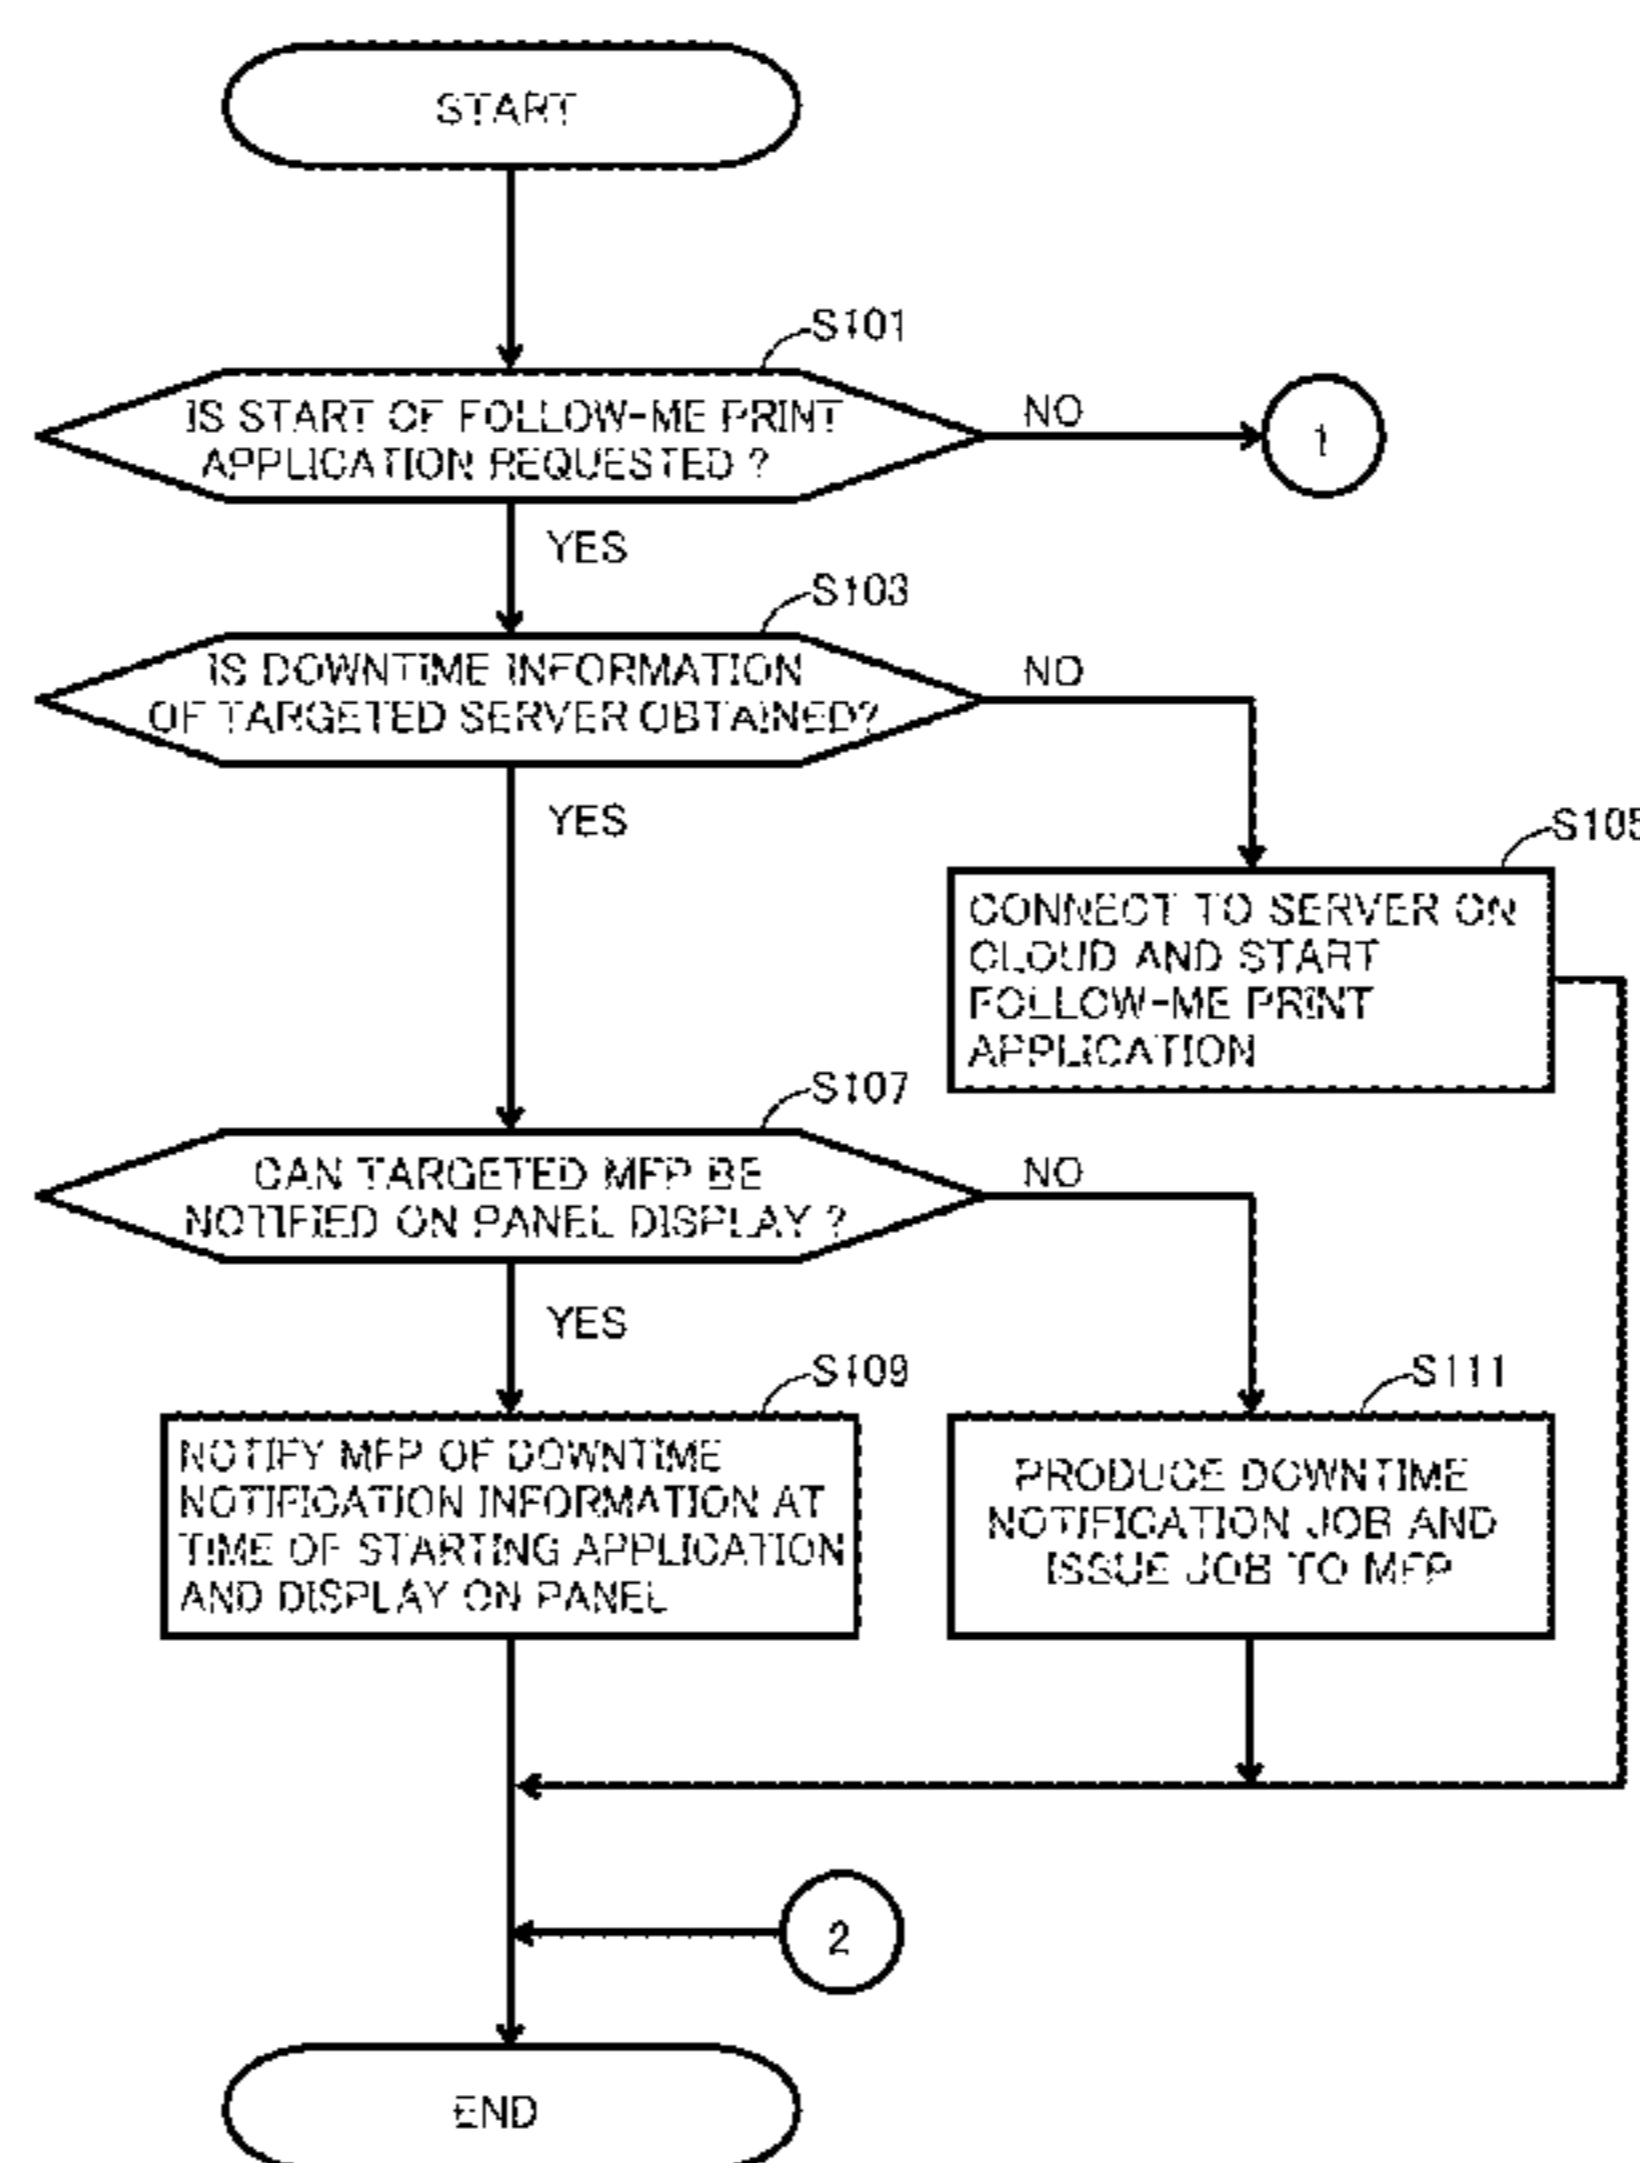 START
S101
IS START OF FOLLOW-ME PRINT
APPLICATION REQUESTED ?
NO
1
YES
S103
IS DOWNTIME INFORMATION
OF TARGETED SERVER OBTAINED?
NO
YES
S105
CONNECT TO SERVER ON
CLOUD AND START
FOLLOW-ME PRINT
APPLICATION
S107
CAN TARGETED MFP BE
NOTIFIED ON PANEL DISPLAY ?
NO
YES
S109
NOTIFY MFP OF DOWNTIME
NOTIFICATION INFORMATION AT
TIME OF STARTING APPLICATION
AND DISPLAY ON PANEL
S111
PRODUCE DOWNTIME
NOTIFICATION JOB AND
ISSUE JOB TO MFP
2
END